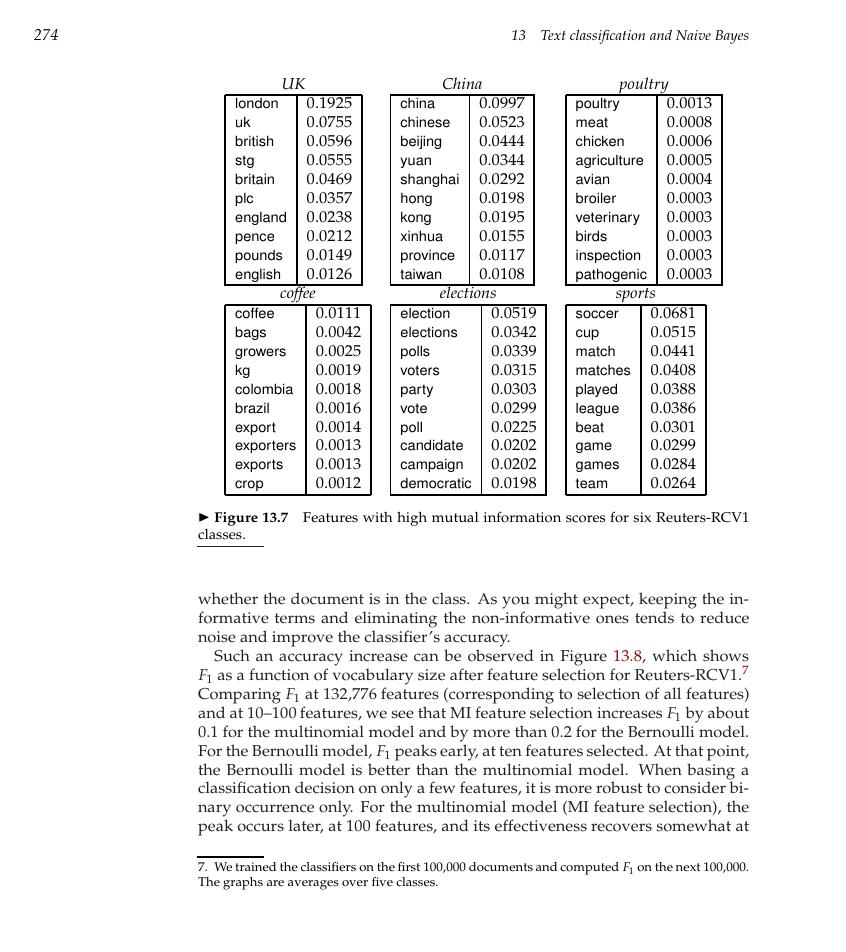 274
13 Text classification and Naive Bayes
UK
london 0.1925
uk 0.0755
british 0.0596
stg 0.0555
britain 0.0469
plc 0.0357
england 0.0238
pence 0.0212
pounds 0.0149
english 0.0126
China
china 0.0997
chinese 0.0523
beijing 0.0444
yuan 0.0344
shanghai 0.0292
hong 0.0198
kong 0.0195
xinhua 0.0155
province 0.0117
taiwan 0.0108
poultry
poultry 0.0013
meat 0.0008
chicken 0.0006
agriculture 0.0005
avian 0.0004
broiler 0.0003
veterinary 0.0003
birds 0.0003
inspection 0.0003
pathogenic 0.0003
coffee
coffee 0.0111
bags 0.0042
growers 0.0025
kg 0.0019
colombia 0.0018
brazil 0.0016
export 0.0014
exporters 0.0013
exports 0.0013
crop 0.0012
elections
election 0.0519
elections 0.0342
polls 0.0339
voters 0.0315
party 0.0303
vote 0.0299
poll 0.0225
candidate 0.0202
campaign 0.0202
democratic 0.0198
sports
soccer 0.0681
cup 0.0515
match 0.0441
matches 0.0408
played 0.0388
league 0.0386
beat 0.0301
game 0.0299
games 0.0284
team 0.0264
► Figure 13.7 Features with high mutual information scores for six Reuters-RCV1
classes.
whether the document is in the class. As you might expect, keeping the in-
formative terms and eliminating the non-informative ones tends to reduce
noise and improve the classifier's accuracy.
Such an accuracy increase can be observed in Figure 13.8, which shows
F1 as a function of vocabulary size after feature selection for Reuters-RCV1.7
Comparing F1 at 132,776 features (corresponding to selection of all features)
and at 10–100 features, we see that MI feature selection increases F1 by about
0.1 for the multinomial model and by more than 0.2 for the Bernoulli model.
For the Bernoulli model, F1 peaks early, at ten features selected. At that point,
the Bernoulli model is better than the multinomial model. When basing a
classification decision on only a few features, it is more robust to consider bi-
nary occurrence only. For the multinomial model (MI feature selection), the
peak occurs later, at 100 features, and its effectiveness recovers somewhat at
7. We trained the classifiers on the first 100,000 documents and computed F1 on the next 100,000.
The graphs are averages over five classes.